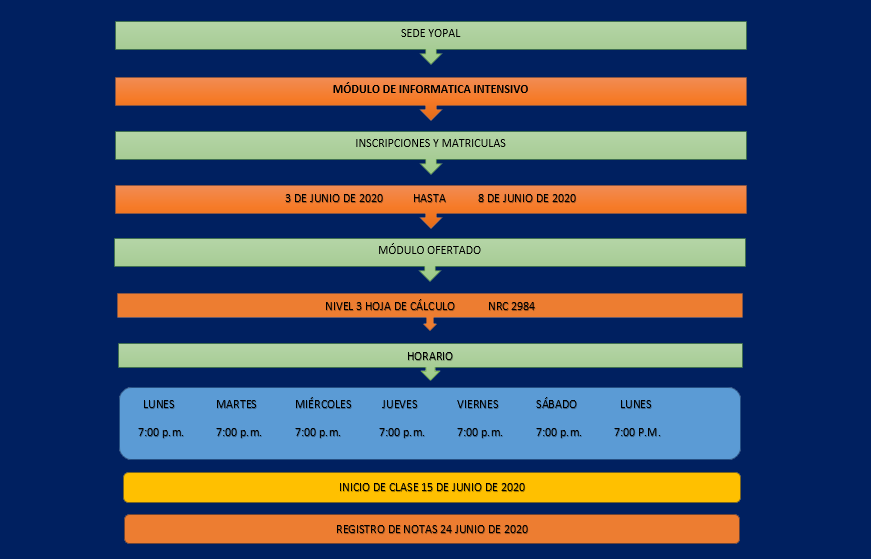 SEDE YOPAL
MÓDULO DE INFORMATICA INTENSIVO
INSCRIPCIONES Y MATRICULAS
3 DE JUNIO DE 2020 HASTA 8 DE JUNIO DE 2020
MÓDULO OFERTADO
NIVEL 3 HOJA DE CÁLCULO NRC 2984
HORARIO
LUNES MARTES MIÉRCOLES JUEVES VIERNES SÁBADO LUNES
7:00 p.m. 7:00 p.m. 7:00 p.m. 7:00 p.m. 7:00 p.m. 7:00 p.m. 7:00 P.M.
INICIO DE CLASE 15 DE JUNIO DE 2020
REGISTRO DE NOTAS 24 JUNIO DE 2020